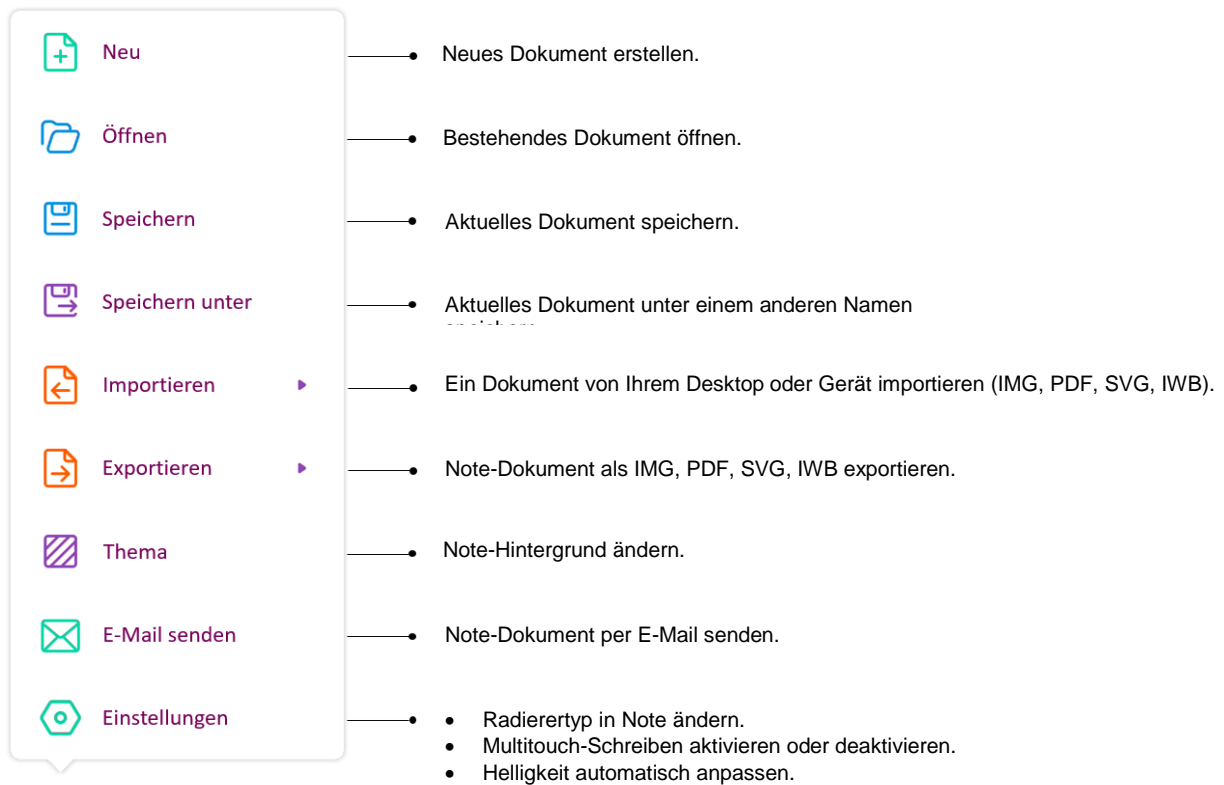 Neu
Neues Dokument erstellen.
Öffnen
Bestehendes Dokument öffnen.
Speichern
Aktuelles Dokument speichern.
Speichern unter
Aktuelles Dokument unter einem anderen Namen
Importieren
Ein Dokument von Ihrem Desktop oder Gerät importieren (IMG, PDF, SVG, IWB).
Exportieren
Note-Dokument als IMG, PDF, SVG, IWB exportieren.
Thema
Note-Hintergrund ändern.
E-Mail senden
Note-Dokument per E-Mail senden.
Einstellungen
• Radierertyp in Note ändern.
• Multitouch-Schreiben aktivieren oder deaktivieren.
• Helligkeit automatisch anpassen.